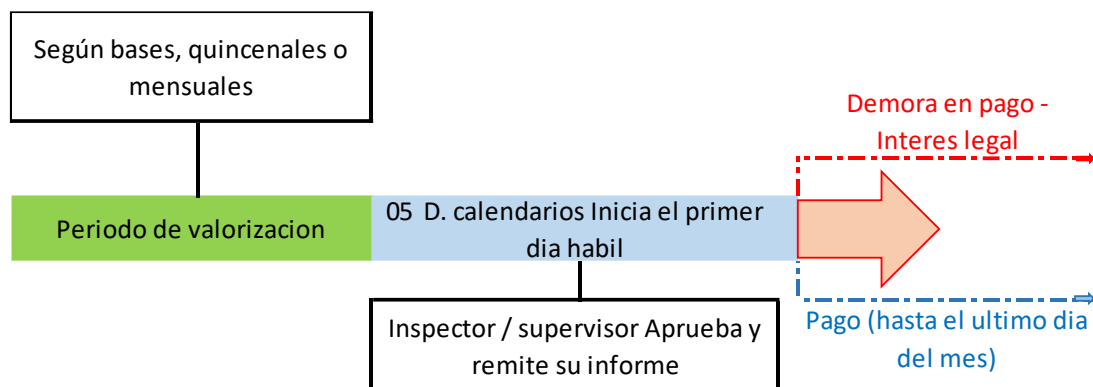 Según bases, quincenales o
mensuales
Demora en pago -
Interes legal
Periodo de valorizacion
05 D. calendarios Inicia el primer
dia habil
Inspector / supervisor Aprueba y
remite su informe
Pago (hasta el ultimo dia
del mes)